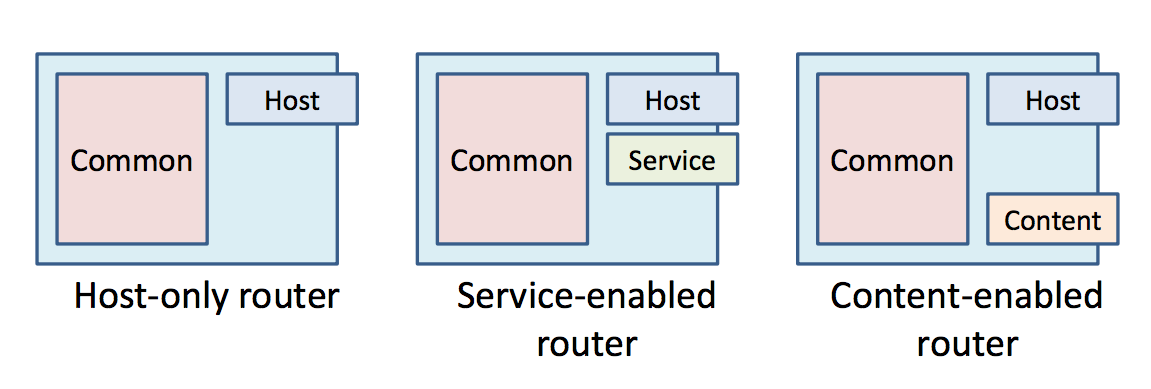 Common
Host
Host-only router
Common
Host
Service
Service-enabled
router
Common
Host
Content
Content-enabled
router